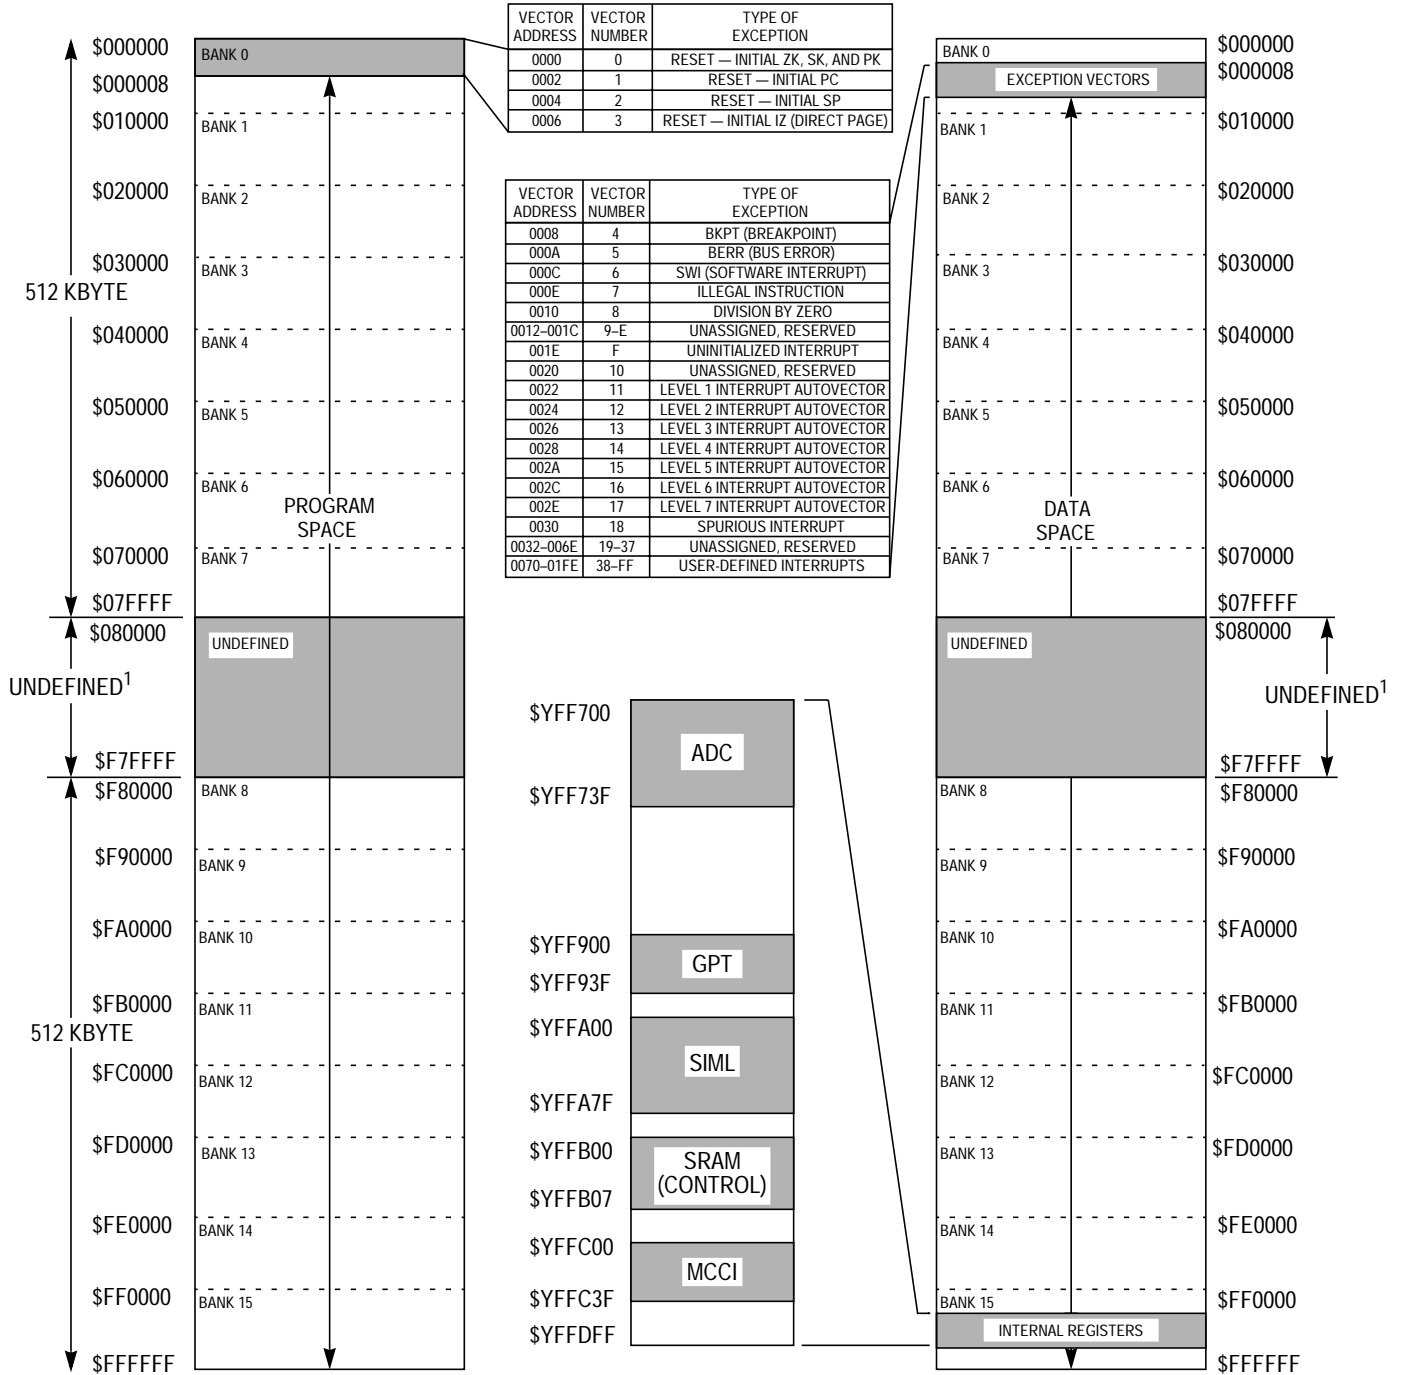 $000000
$000008
$010000
$020000
$030000
512 KBYTE
$040000
$050000
$060000
$070000
$07FFFF
$080000
UNDEFINED1
$F7FFFF
$F80000
$F90000
$FA0000
$FB0000
512 KBYTE
$FC0000
$FD0000
$FE0000
$FF0000
$FFFFFF
BANK 0
BANK 1
BANK 2
BANK 3
BANK 4
BANK 5
BANK 6
PROGRAM
SPACE
BANK 7
UNDEFINED
BANK 8
BANK 9
BANK 10
BANK 11
BANK 12
BANK 13
BANK 14
BANK 15
VECTOR ADDRESS VECTOR NUMBER TYPE OF EXCEPTION
0000 0 RESET — INITIAL ZK, SK, AND PK
0002 1 RESET — INITIAL PC
0004 2 RESET — INITIAL SP
0006 3 RESET — INITIAL IZ (DIRECT PAGE)
VECTOR ADDRESS VECTOR NUMBER TYPE OF EXCEPTION
0008 4 BKPT (BREAKPOINT)
000A 5 BERR (BUS ERROR)
000C 6 SWI (SOFTWARE INTERRUPT)
000E 7 ILLEGAL INSTRUCTION
0010 8 DIVISION BY ZERO
0012–001C 9–E UNASSIGNED, RESERVED
001E F UNINITIALIZED INTERRUPT
0020 10 UNASSIGNED, RESERVED
0022 11 LEVEL 1 INTERRUPT AUTOVECTOR
0024 12 LEVEL 2 INTERRUPT AUTOVECTOR
0026 13 LEVEL 3 INTERRUPT AUTOVECTOR
0028 14 LEVEL 4 INTERRUPT AUTOVECTOR
002A 15 LEVEL 5 INTERRUPT AUTOVECTOR
002C 16 LEVEL 6 INTERRUPT AUTOVECTOR
002E 17 LEVEL 7 INTERRUPT AUTOVECTOR
0030 18 SPURIOUS INTERRUPT
0032–006E 19–37 UNASSIGNED, RESERVED
0070–01FE 38–FF USER-DEFINED INTERRUPTS
$YFF700
ADC
$YFF73F
$YFF900
GPT
$YFF93F
$YFFA00
SIML
$YFFA7F
$YFFB00
SRAM
(CONTROL)
$YFFB07
$YFFC00
MCCI
$YFFC3F
$YFFDFF
BANK 0
EXCEPTION VECTORS
BANK 1
BANK 2
BANK 3
BANK 4
BANK 5
BANK 6
DATA
SPACE
BANK 7
UNDEFINED
BANK 8
BANK 9
BANK 10
BANK 11
BANK 12
BANK 13
BANK 14
BANK 15
INTERNAL REGISTERS
$000000
$000008
$010000
$020000
$030000
$040000
$050000
$060000
$070000
$07FFFF
$080000
UNDEFINED1
$F7FFFF
$F80000
$F90000
$FA0000
$FB0000
$FC0000
$FD0000
$FE0000
$FF0000
$FFFFFF